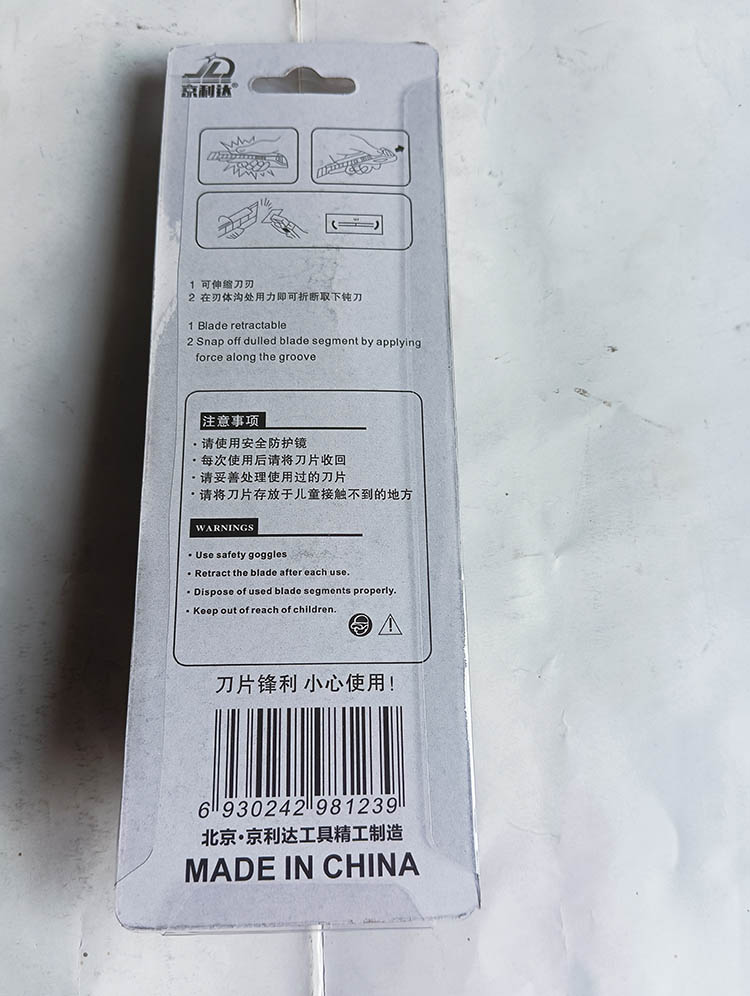 京利达®
1 可伸缩刀刃
2 在刃体沟处用力即可折断取下钝刀
1 Blade retractable
2 Snap off dulled blade segment by applying
force along the groove
注意事项
·请使用安全防护镜
·每次使用后请将刀片收回
·请妥善处理使用过的刀片
·请将刀片存放于儿童接触不到的地方
WARNINGS
• Use safety goggles
• Retract the blade after each use.
• Dispose of used blade segments properly.
• Keep out of reach of children.
刀片锋利 小心使用!
6 930242 981239
北京·京利达工具精工制造
MADE IN CHINA